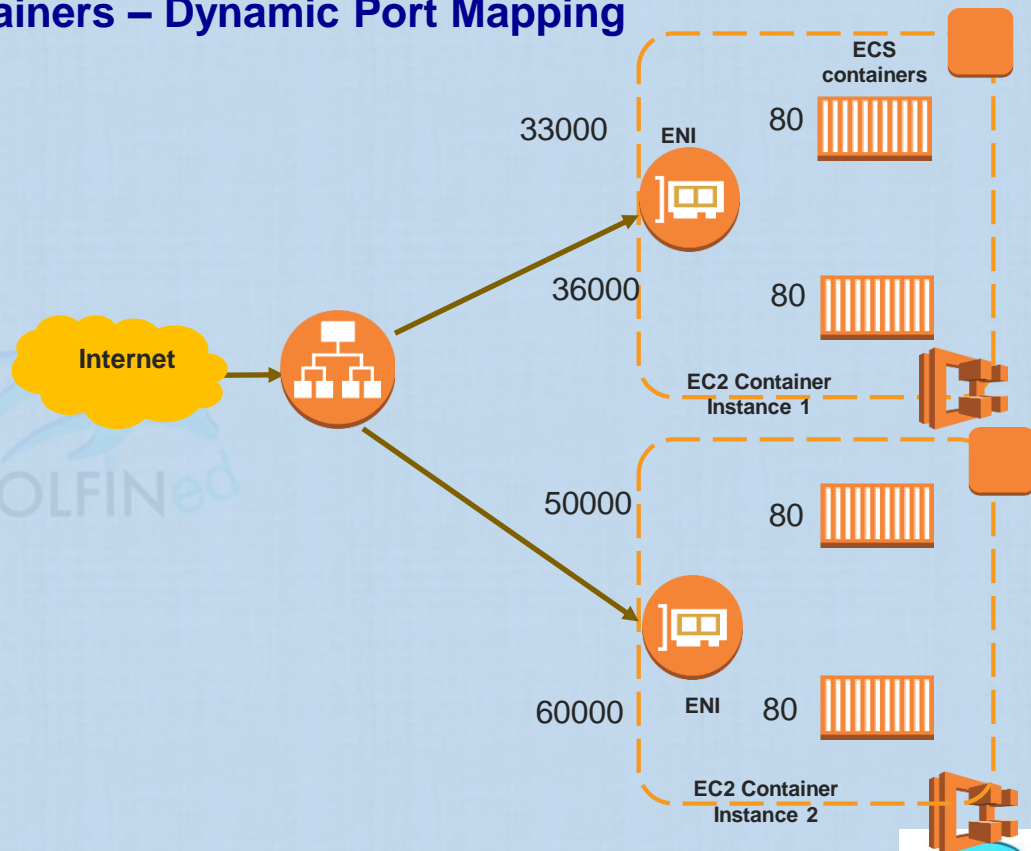 ainers – Dynamic Port Mapping
ECS
containers
33000
ENI
80
36000
80
Internet
EC2 Container
Instance 1
OLFINed
50000
80
60000
ENI
80
EC2 Container
Instance 2